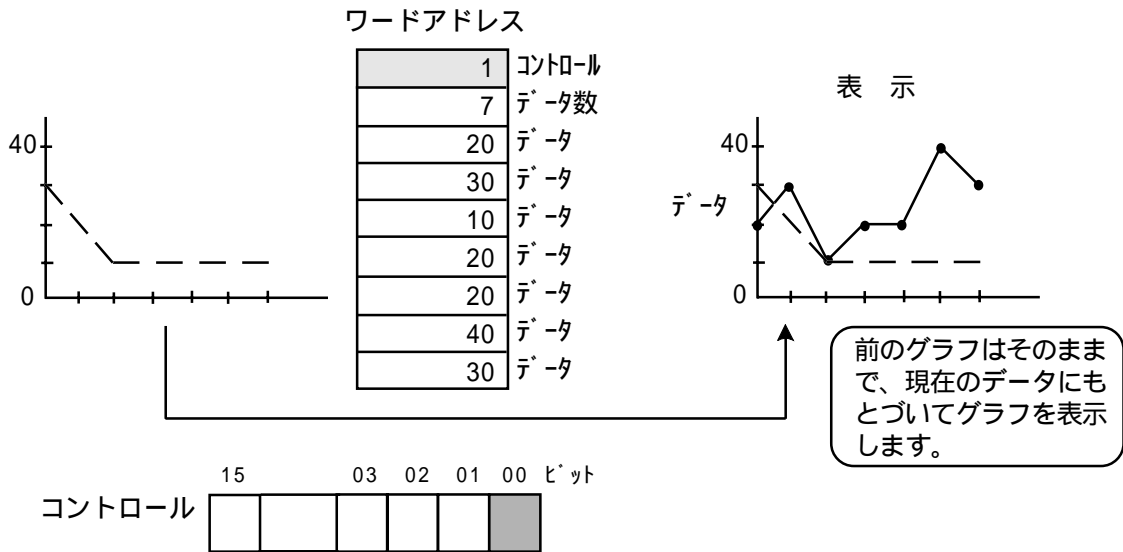 ワードアドレス
1 コントロール
7 データ数
20 データ
30 データ
10 データ
20 データ
20 データ
40 データ
30 データ
40
0
表 示
40
データ
0
前のグラフはそのまま
で、現在のデータにも
とづいてグラフを表示
します。
15 03 02 01 00 ビット
コントロール